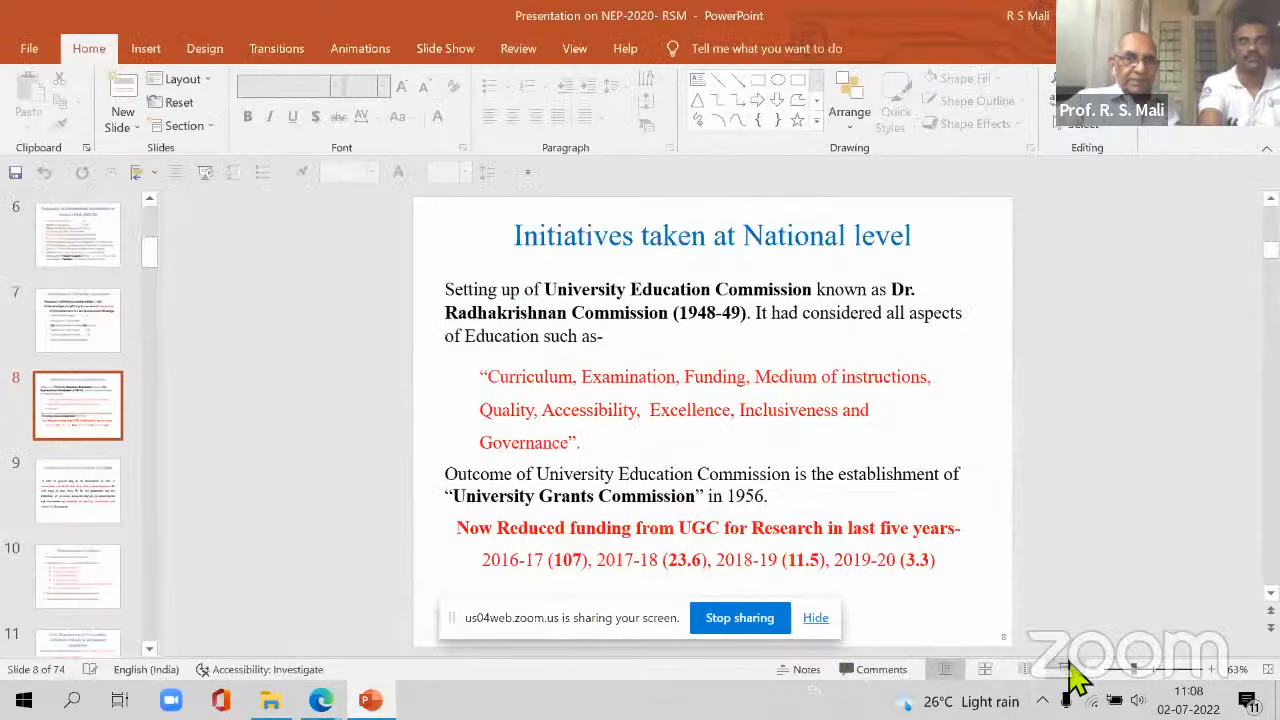 Presentation on NEP-2020- RSM - PowerPoint
R S Mali
File Home Insert Design Transitions Animations Slide Show Review View Help Tell me what you want to do
Paste
New
Slide
Layout
Reset
Section
Arrange
Quick
Styles
Shape Fill
Shape Outline
Shape Effects
Clipboard Slides Font Paragraph Drawing Editing
Prof. R. S. Mali
6
8
Initiatives taken at National level
Setting up of University Education Commission known as Dr.
Radhakrishnan Commission (1948-49) considered all aspects
of Education such as-
“Curriculum, Examination, Funding, Medium of instruction,
Accessibility, Excellence, Inclusiveness and
Governance”.
Outcome of University Education Commission is the establishment of
“University Grants Commission” in 1956.
Now Reduced funding from UGC for Research in last five years-
2016-17 (107), 2017-18 (23.6), 2018-19 (11.5), 2019-20 (3.3)
us04web.zoom.us is sharing your screen. Stop sharing Hide
8
zoom
Slide 8 of 74 English (India) Accessibility: Investigate Notes Comments 63%
26°C Light rain
11:08
02-07-2022
11